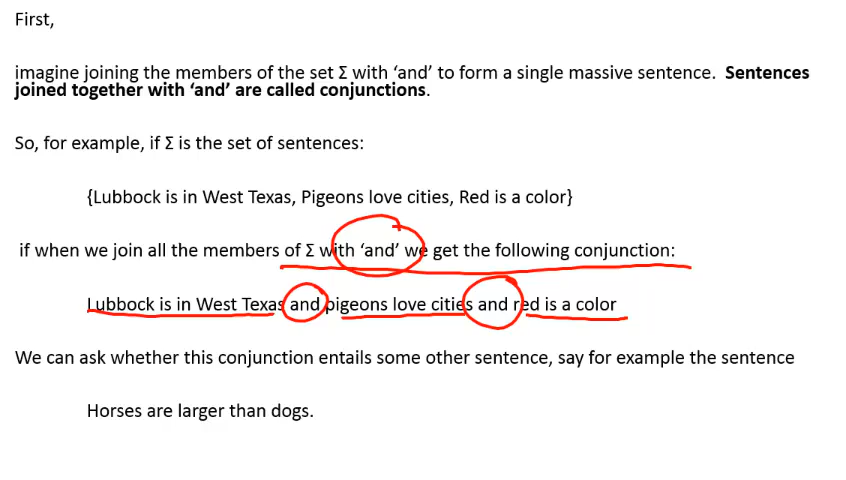 First,
imagine joining the members of the set Σ with ‘and’ to form a single massive sentence.  Sentences
joined together with ‘and’ are called conjunctions.
So, for example, if Σ is the set of sentences:
{Lubbock is in West Texas, Pigeons love cities, Red is a color}
if when we join all the members of Σ with ‘and’ we get the following conjunction:
Lubbock is in West Texas and pigeons love cities and red is a color
We can ask whether this conjunction entails some other sentence, say for example the sentence
Horses are larger than dogs.